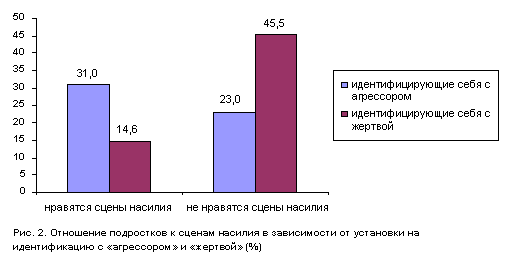 50
45
40
35
30
25
20
15
10
5
0
31,0
14,6
23,0
45,5
нравятся сцены насилия
не нравятся сцены насилия
идентифицирующие себя с
агрессором
идентифицирующие себя с
жертвой
Рис. 2. Отношение подростков к сценам насилия в зависимости от установки на
идентификацию с «агрессором» и «жертвой» (%)